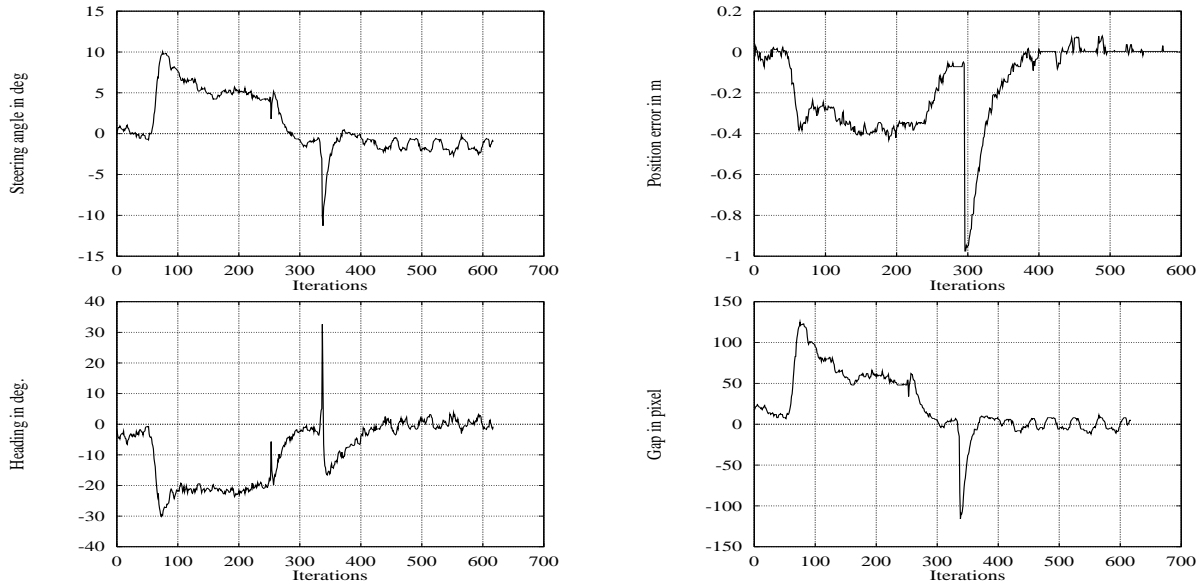 Steering angle in deg
15
10
5
0
-5
-10
-15
0 100 200 300 400 500 600 700
Iterations
Position error in m
0.2
0
-0.2
-0.4
-0.6
-0.8
-1
0 100 200 300 400 500 600
Iterations
Heading in deg.
40
30
20
10
0
-10
-20
-30
-40
0 100 200 300 400 500 600 700
Iterations
Gap in pixel
150
100
50
0
-50
-100
-150
0 100 200 300 400 500 600 700
Iterations